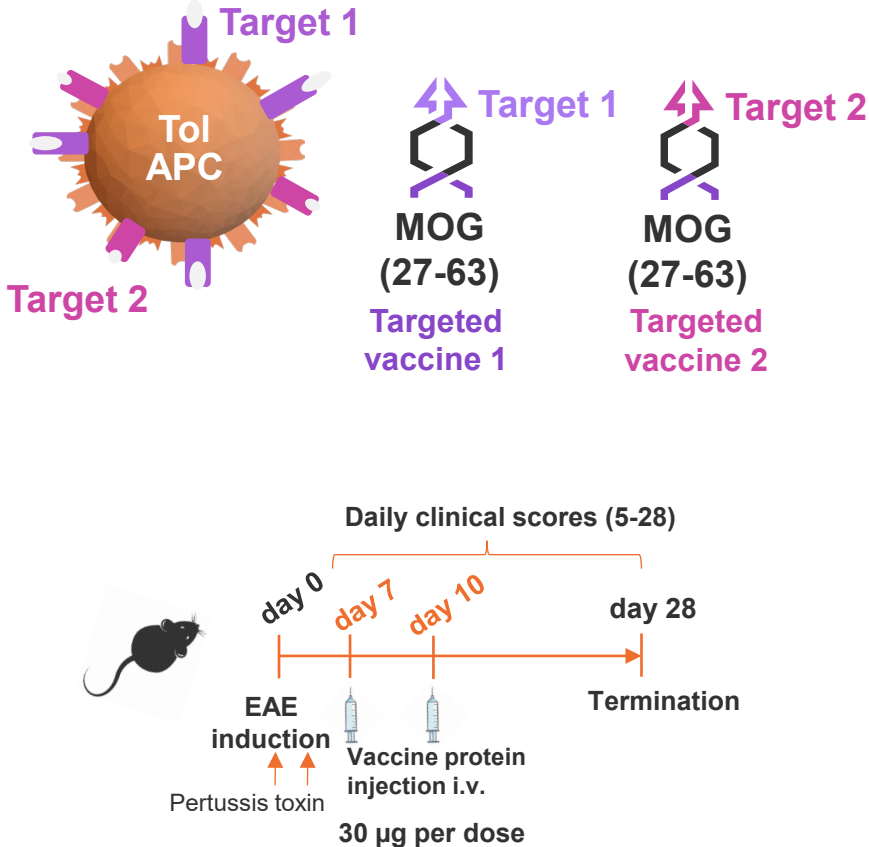 Target 1
Tol
APC
Target 2
Target 1
MOG
(27-63)
Targeted
vaccine 1
Target 2
MOG
(27-63)
Targeted
vaccine 2
Daily clinical scores (5-28)
day 0
day 7
day 10
day 28
EAE
induction
Pertussis toxin
Vaccine protein
injection i.v.
30 µg per dose
Termination